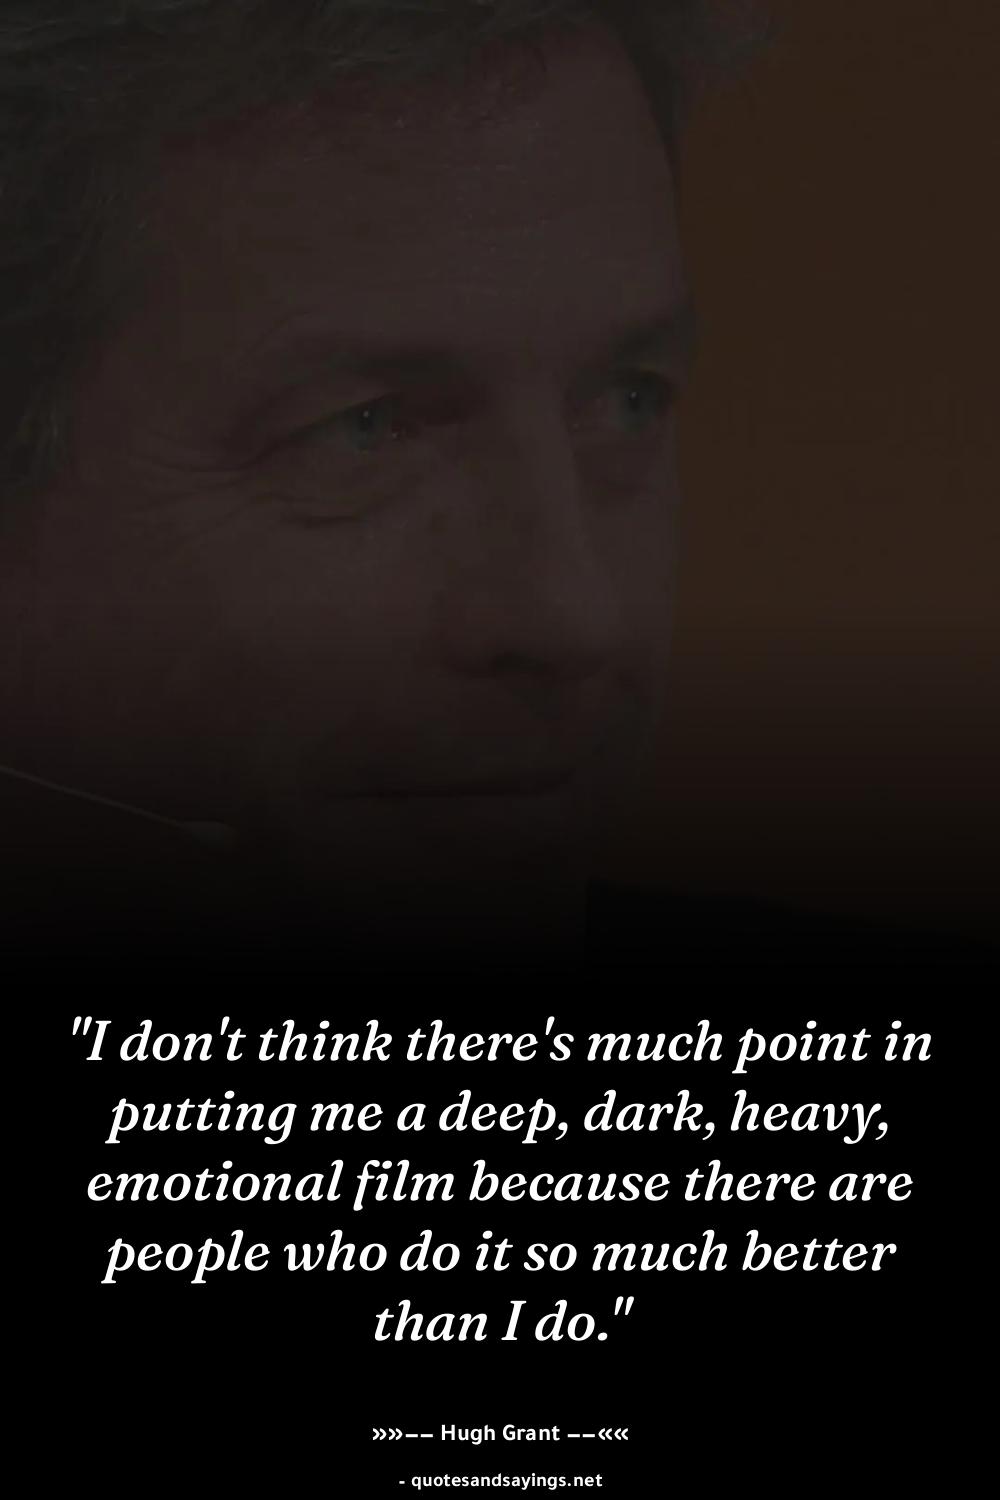 "I don't think there's much point in
putting me a deep, dark, heavy,
emotional film because there are
people who do it so much better
than I do."
»»−− Hugh Grant −−««
- quotesandsayings.net